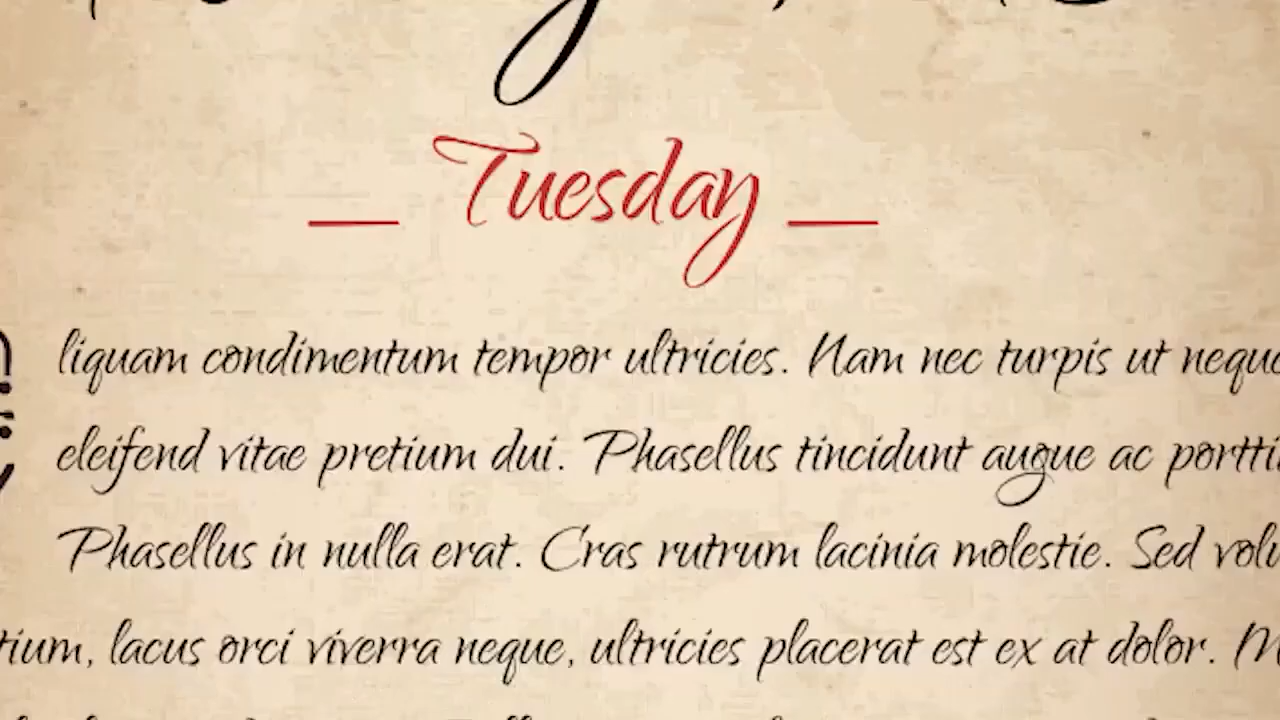 Tuesday
liquam condimentum tempor ultricies. Nam nec turpis ut neque
eleifend vitae pretium dui. Phasellus tincidunt augue ac
Phasellus in nulla erat. Cras rutrum lacinia molestie. Sed
lacus orci viverra neque, ultricies placerat est ex at dolor.